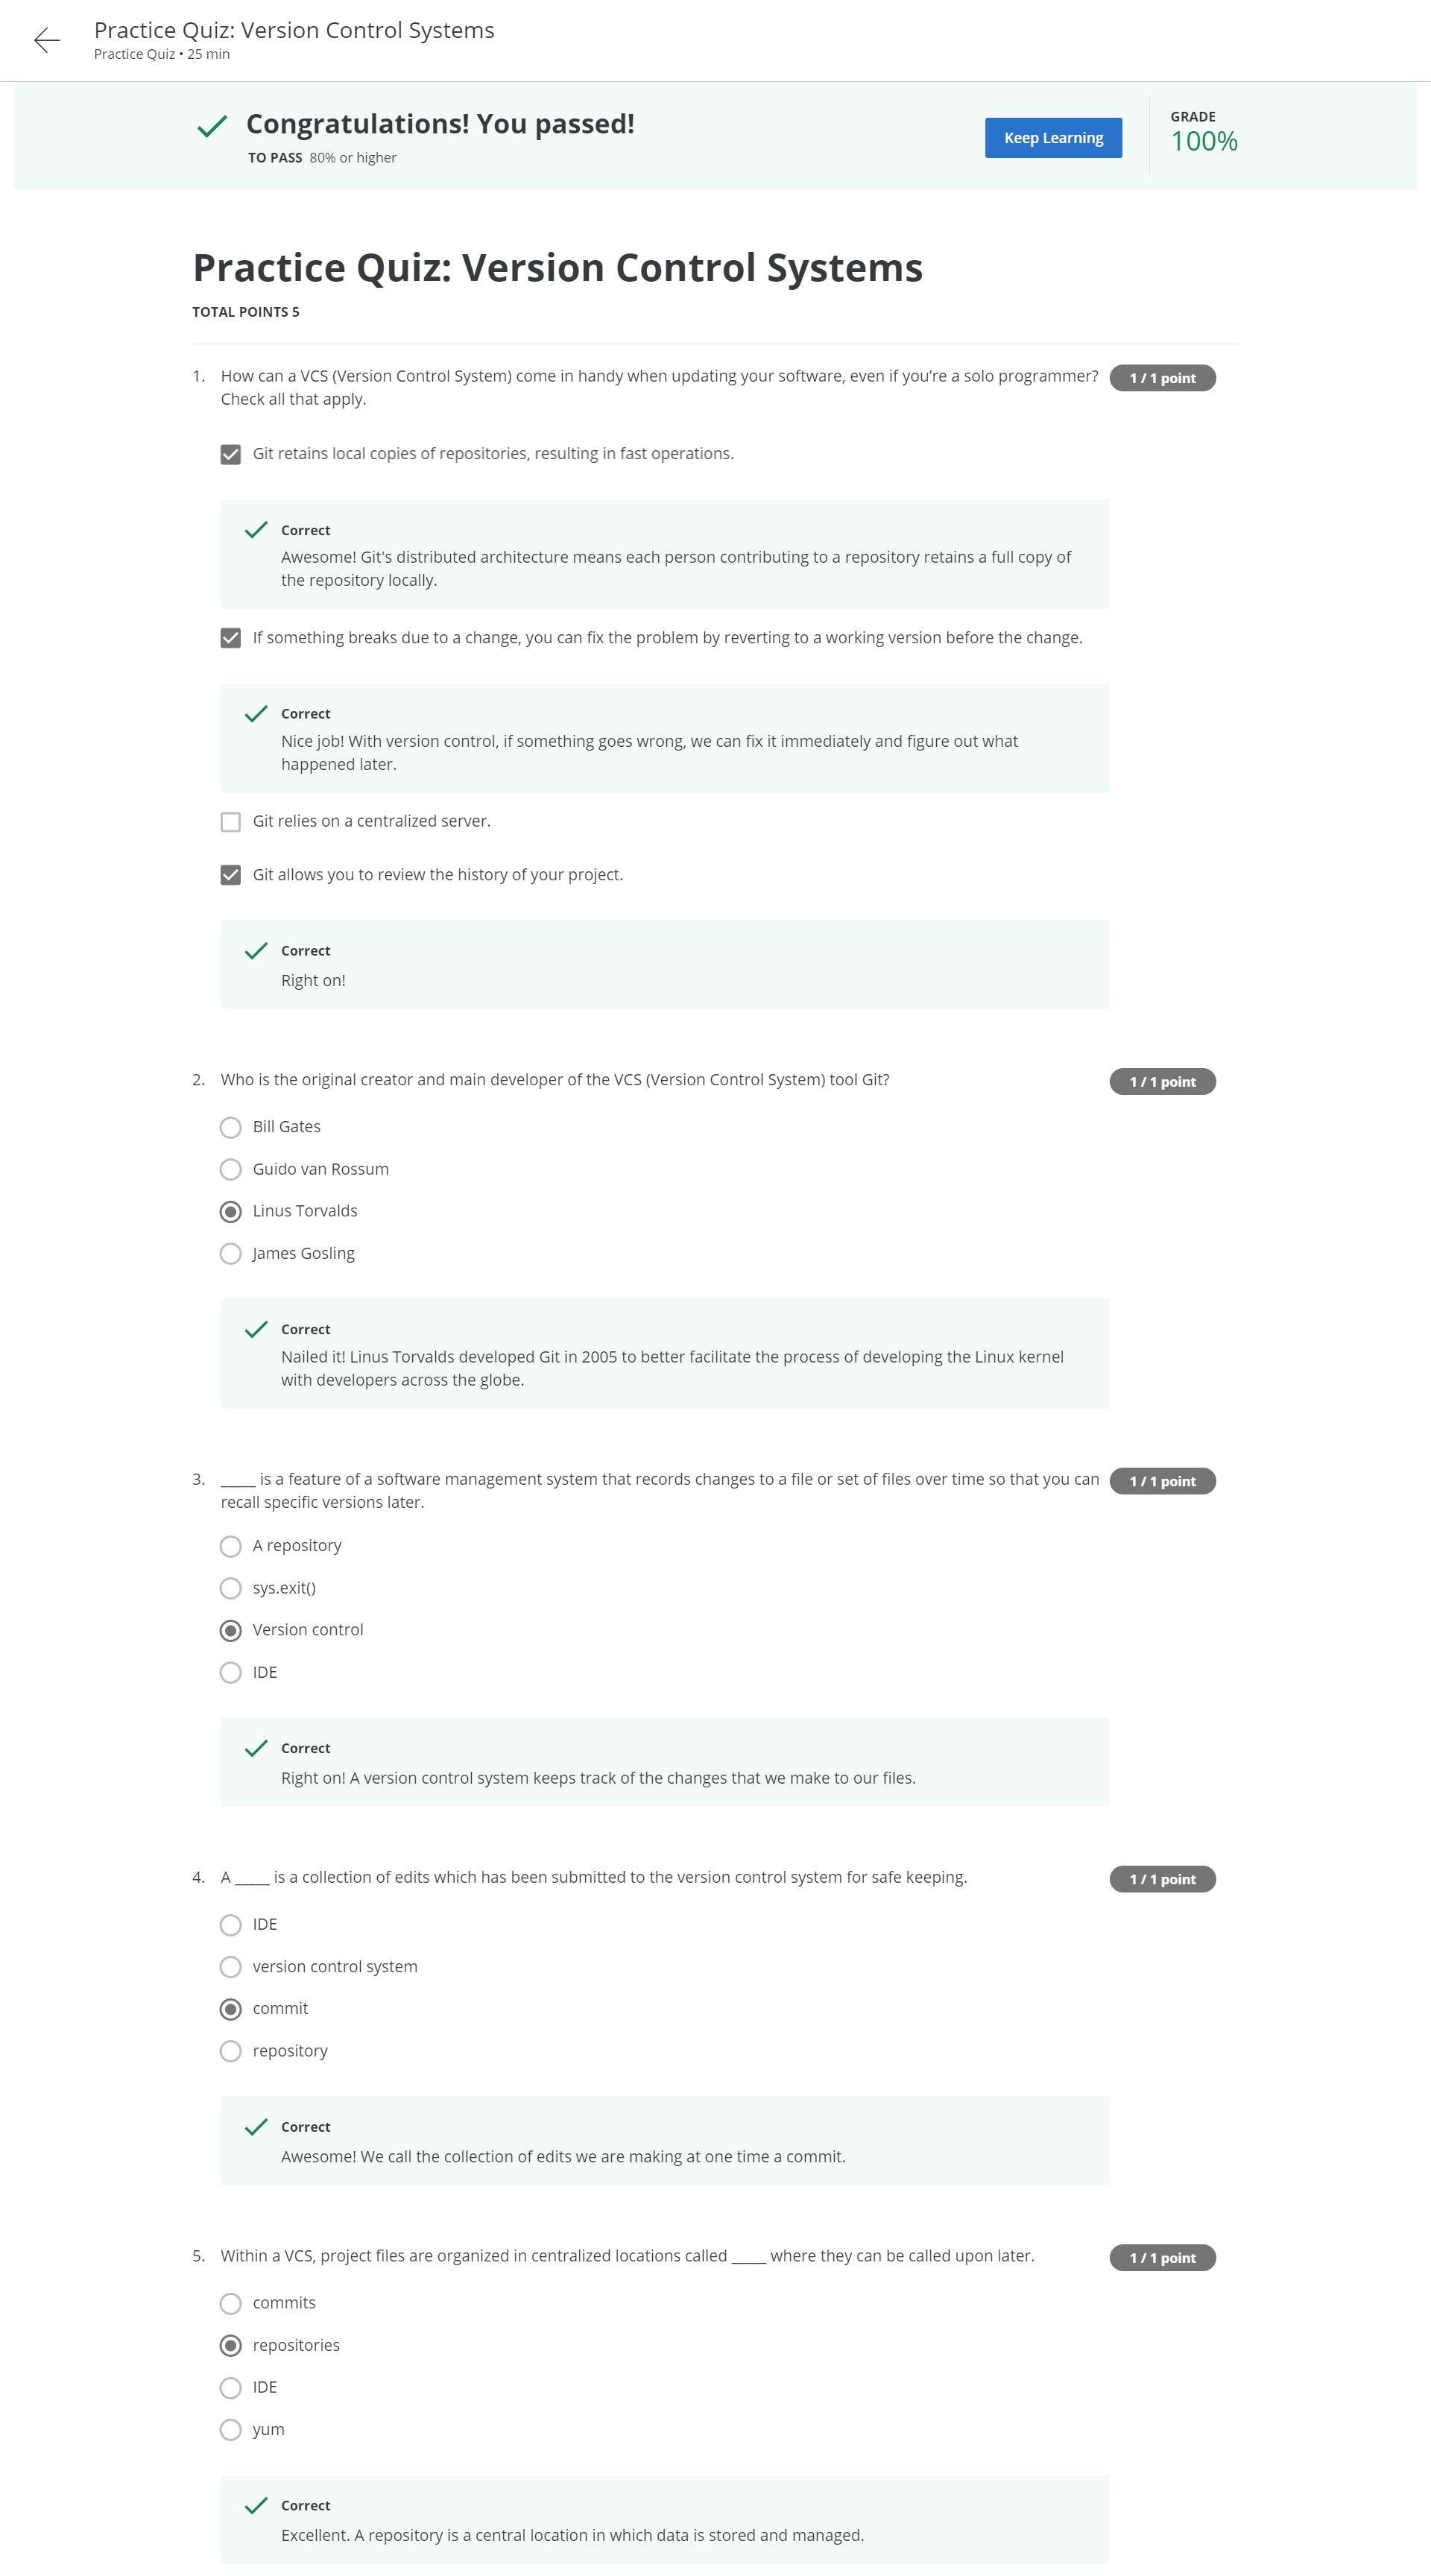 Practice Quiz: Version Control Systems
Practice Quiz • 25 min
Congratulations! You passed!
TO PASS 80% or higher
Keep Learning
GRADE
100%
Practice Quiz: Version Control Systems
TOTAL POINTS 5
1. How can a VCS (Version Control System) come in handy when updating your software, even if you’re a solo programmer?
Check all that apply.
1 / 1 point
Git retains local copies of repositories, resulting in fast operations.
Correct
Awesome! Git's distributed architecture means each person contributing to a repository retains a full copy of
the repository locally.
If something breaks due to a change, you can fix the problem by reverting to a working version before the change.
Correct
Nice job! With version control, if something goes wrong, we can fix it immediately and figure out what
happened later.
Git relies on a centralized server.
Git allows you to review the history of your project.
Correct
Right on!
2. Who is the original creator and main developer of the VCS (Version Control System) tool Git?
1 / 1 point
Bill Gates
Guido van Rossum
Linus Torvalds
James Gosling
Correct
Nailed it! Linus Torvalds developed Git in 2005 to better facilitate the process of developing the Linux kernel
with developers across the globe.
3. _____ is a feature of a software management system that records changes to a file or set of files over time so that you can
recall specific versions later.
1 / 1 point
A repository
sys.exit()
Version control
IDE
Correct
Right on! A version control system keeps track of the changes that we make to our files.
4. A _____ is a collection of edits which has been submitted to the version control system for safe keeping.
1 / 1 point
IDE
version control system
commit
repository
Correct
Awesome! We call the collection of edits we are making at one time a commit.
5. Within a VCS, project files are organized in centralized locations called _____ where they can be called upon later.
1 / 1 point
commits
repositories
IDE
yum
Correct
Excellent. A repository is a central location in which data is stored and managed.